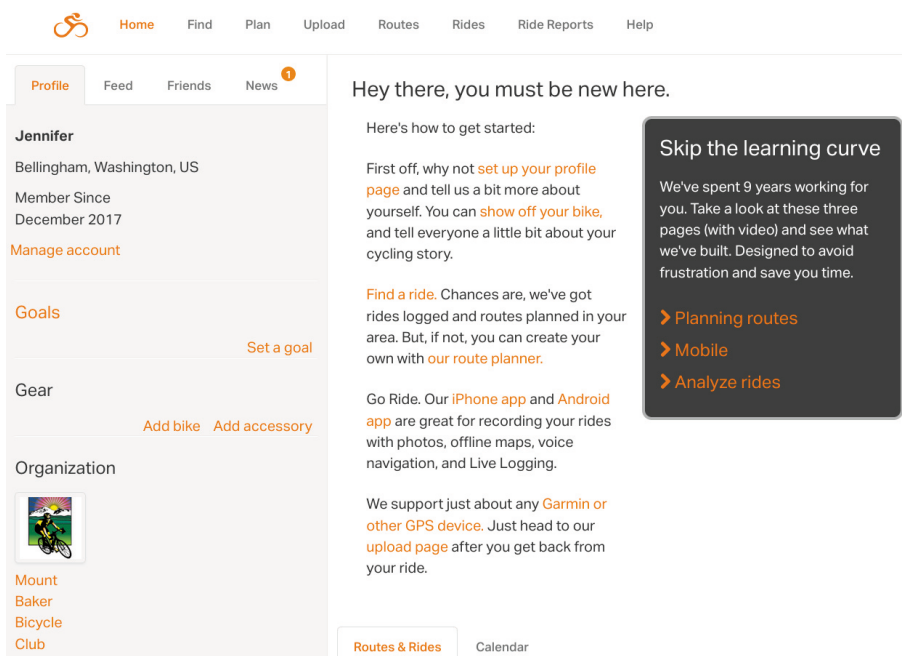 Home Find Plan Upload Routes Rides Ride Reports Help
Profile Feed Friends News 1
Jennifer
Bellingham, Washington, US
Member Since
December 2017
Manage account
Goals
Set a goal
Gear
Add bike Add accessory
Organization
Mount
Baker
Bicycle
Club
Hey there, you must be new here.
Here's how to get started:
First off, why not set up your profile
page and tell us a bit more about
yourself. You can show off your bike,
and tell everyone a little bit about your
cycling story.
Find a ride. Chances are, we've got
rides logged and routes planned in your
area. But, if not, you can create your
own with our route planner.
Go Ride. Our iPhone app and Android
app are great for recording your rides
with photos, offline maps, voice
navigation, and Live Logging.
We support just about any Garmin or
other GPS device. Just head to our
upload page after you get back from
your ride.
Skip the learning curve
We've spent 9 years working for
you. Take a look at these three
pages (with video) and see what
we've built. Designed to avoid
frustration and save you time.
Planning routes
Mobile
Analyze rides
Routes & Rides Calendar